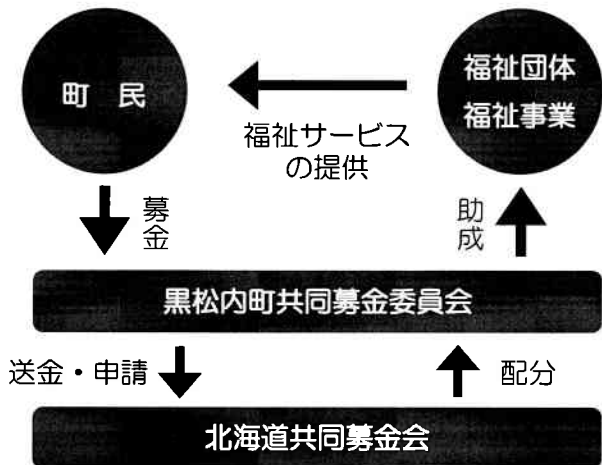 町 民
福祉団体
福祉事業
福祉サービス
の提供
募金
助成
黒松内町共同募金委員会
送金・申請
配分
北海道共同募金会